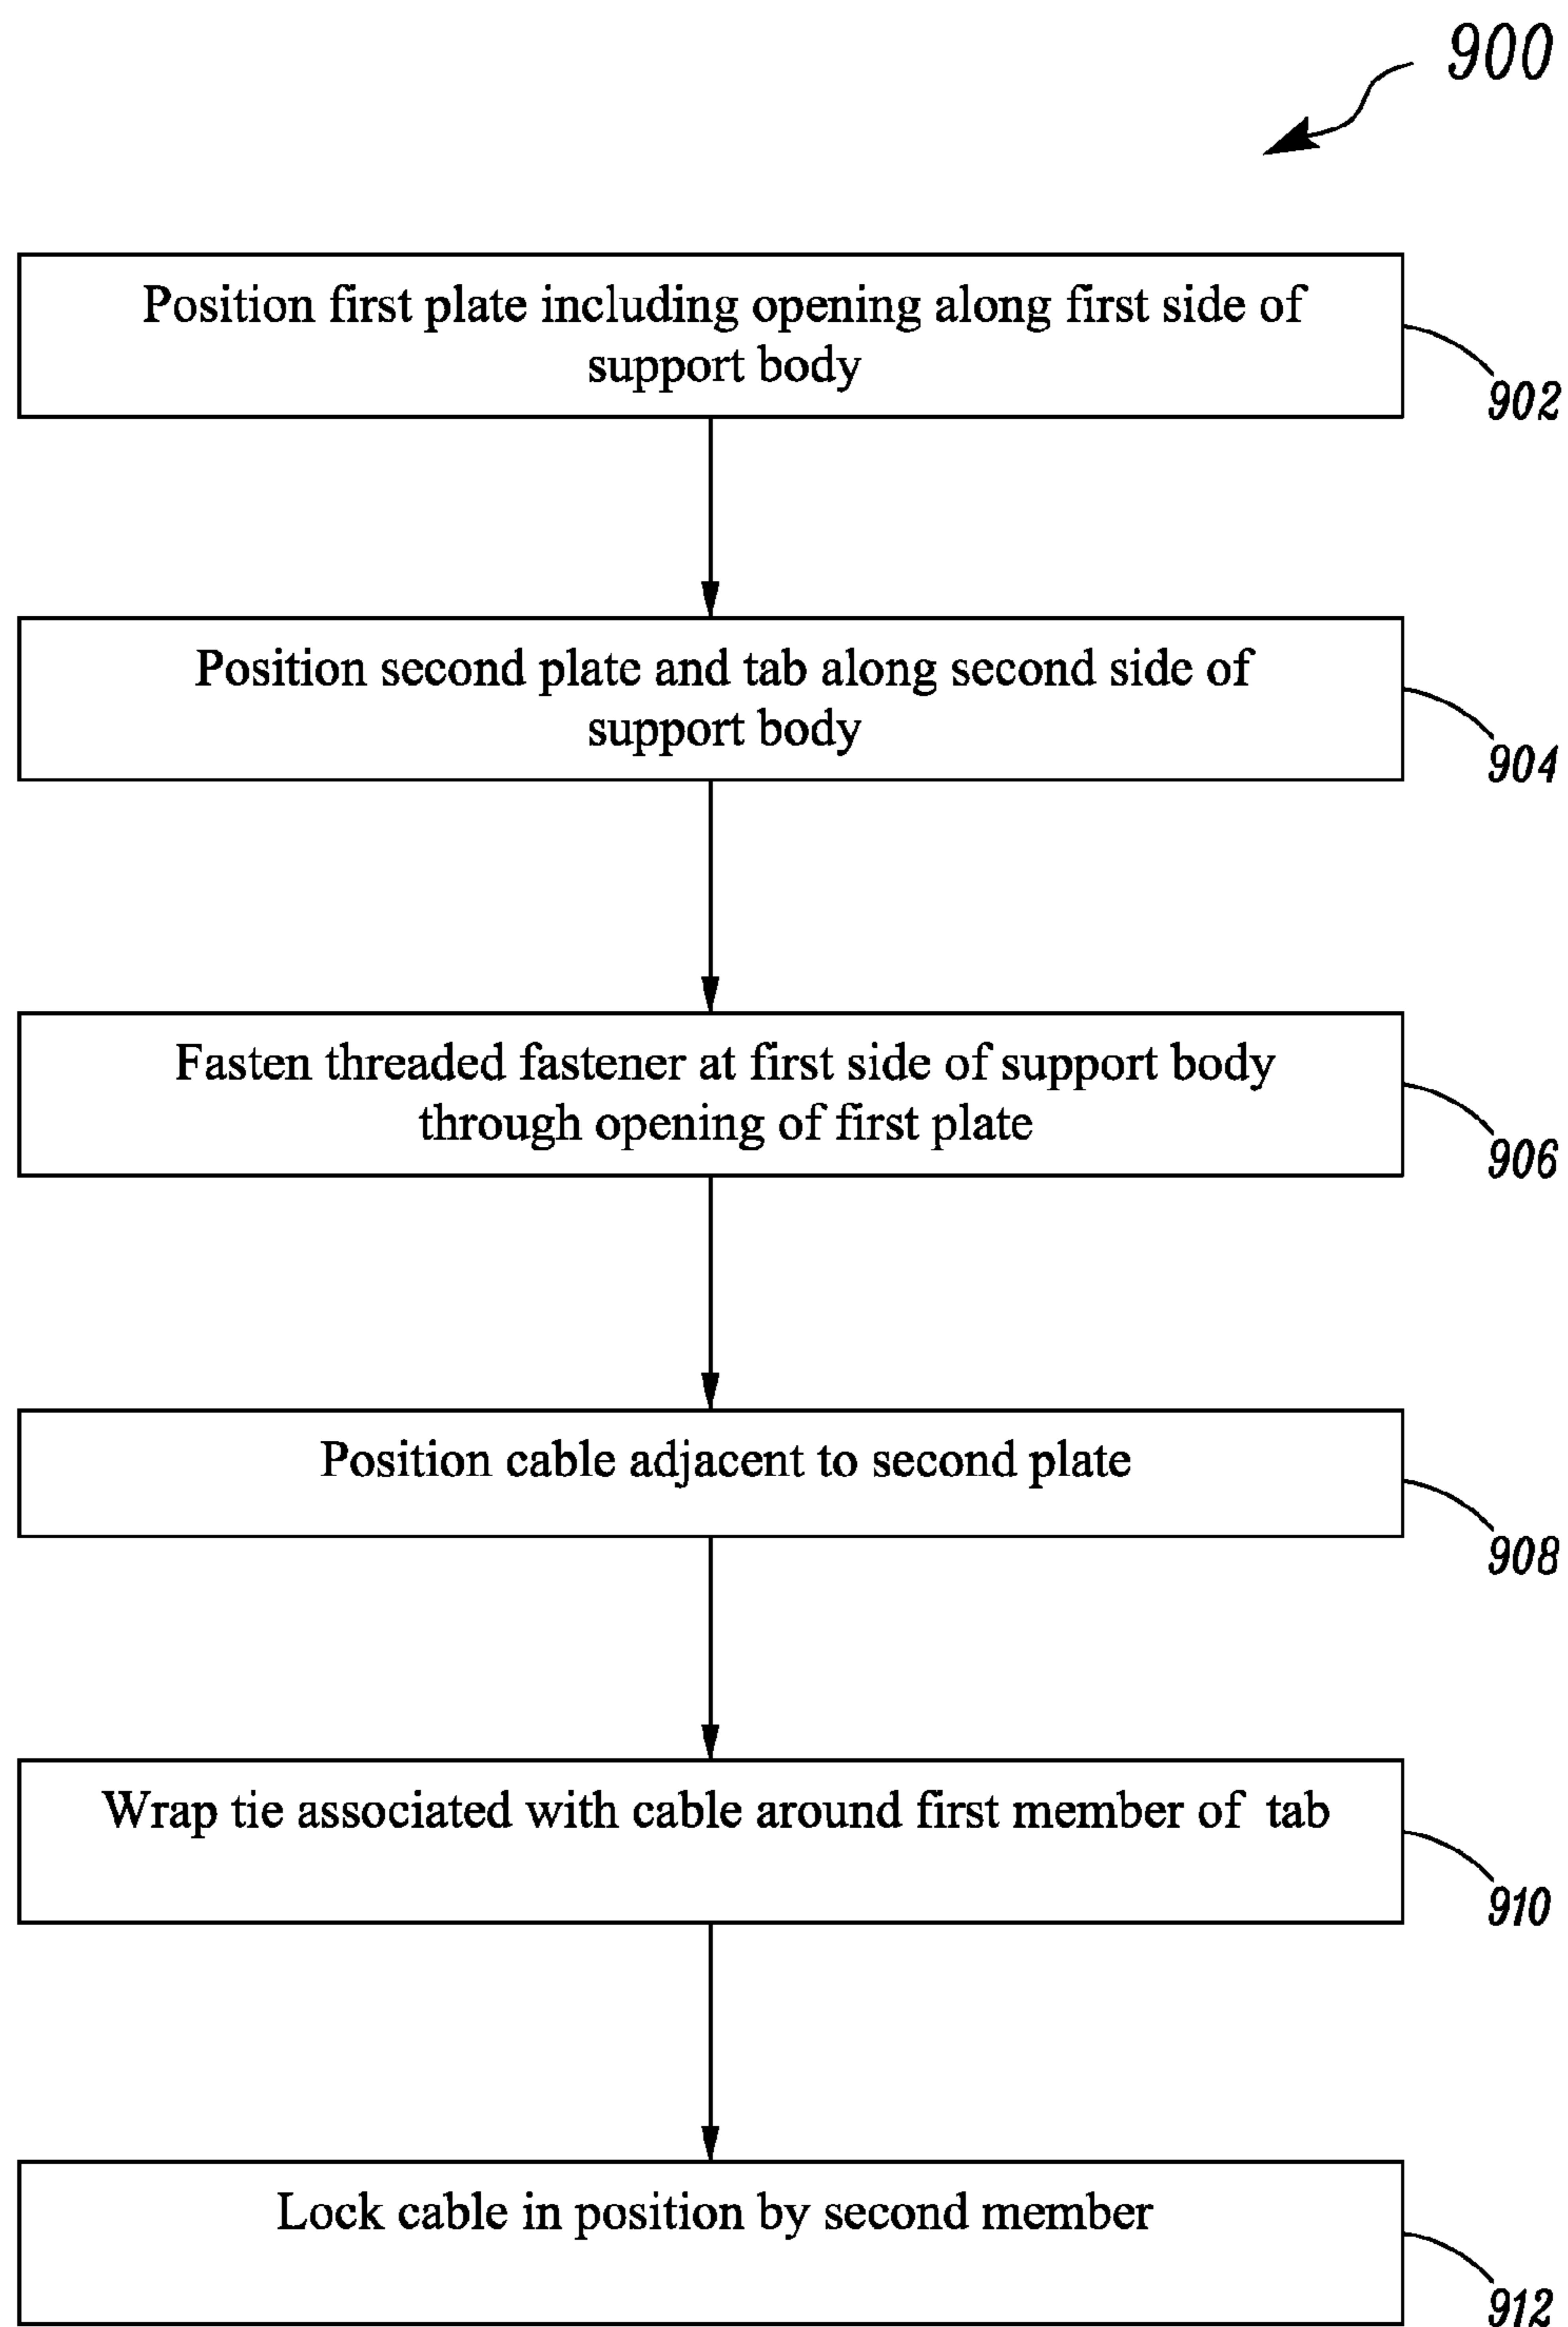 900
Position first plate including opening along first side of
support body
902
Position second plate and tab along second side of
support body
904
Fasten threaded fastener at first side of support body
through opening of first plate
906
Position cable adjacent to second plate
908
Wrap tie associated with cable around first member of tab
910
Lock cable in position by second member
912